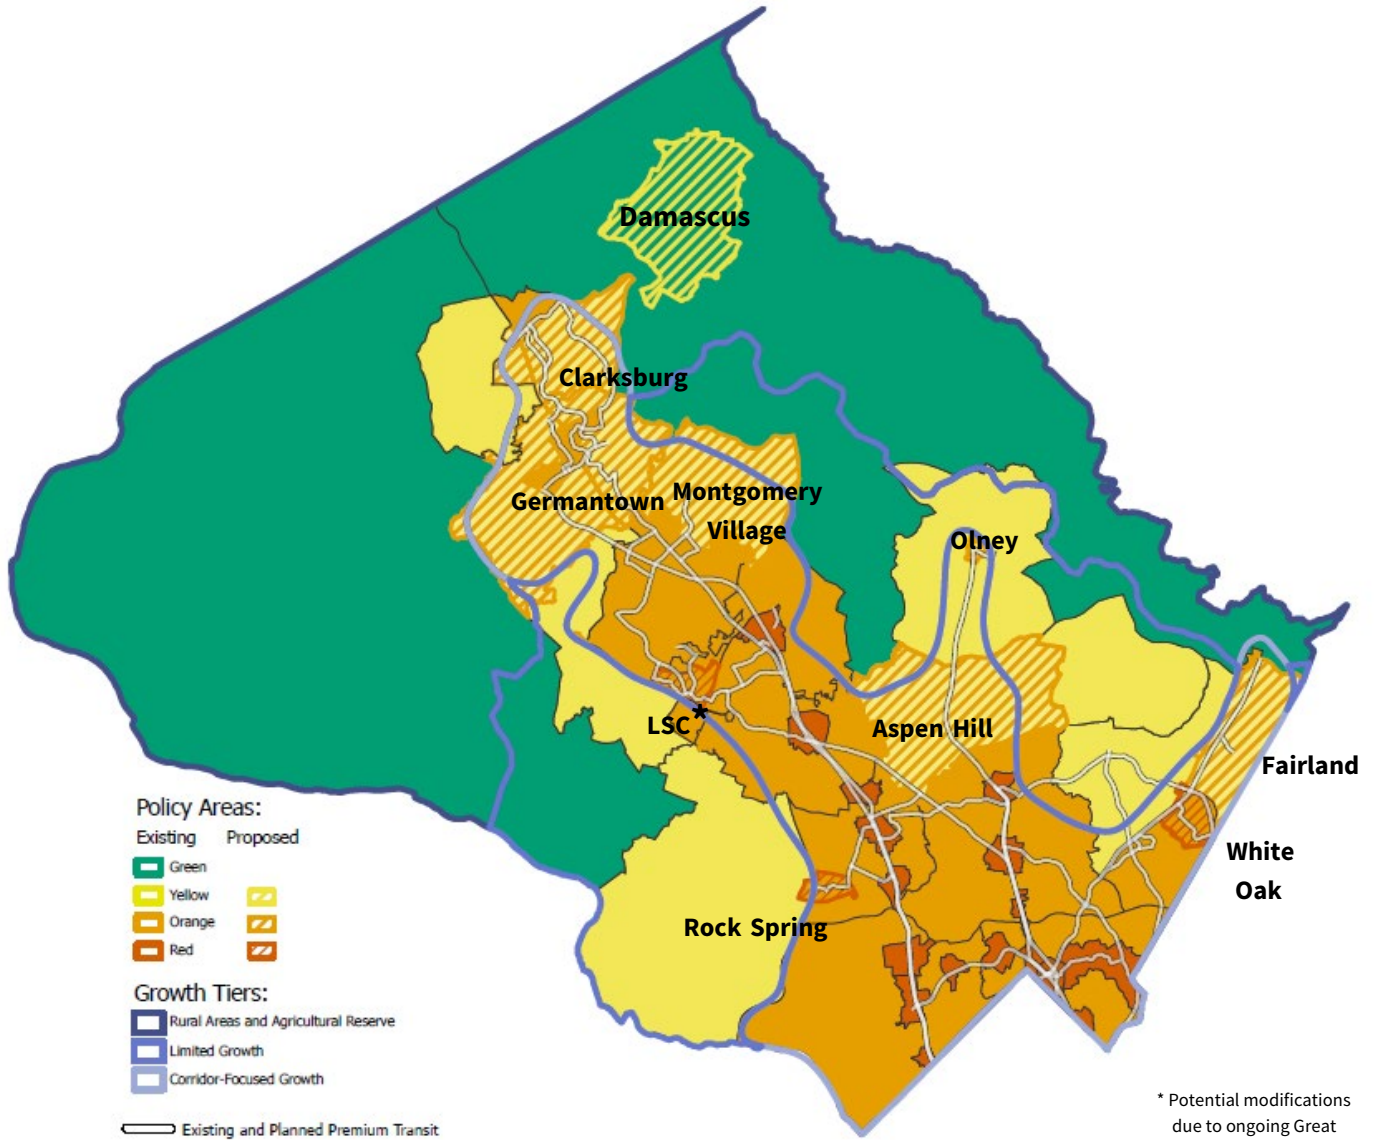 Damascus
Clarksburg
Germantown
Montgomery
Village
Olney
LSC*
Aspen Hill
Fairland
White
Oak
Rock Spring
Policy Areas:
Existing Proposed
Green
Yellow
Orange
Red
Growth Tiers:
Rural Areas and Agricultural Reserve
Limited Growth
Corridor-Focused Growth
Existing and Planned Premium Transit
* Potential modifications
due to ongoing Great